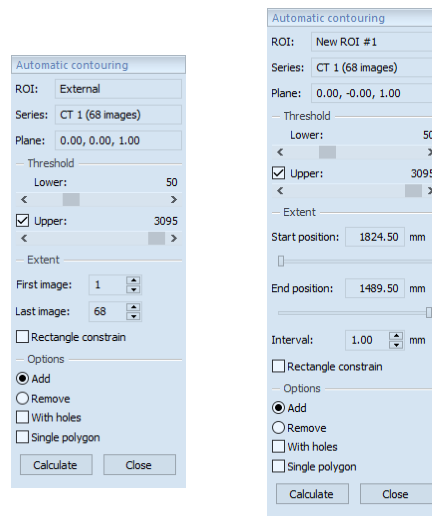 Automatic contouring
ROI: External
Series: CT 1 (68 images)
Plane: 0.00, 0.00, 1.00
Threshold
Lower: 50
Upper: 3095
Extent
First image: 1
Last image: 68
Rectangle constrain
Options
Add
Remove
With holes
Single polygon
Calculate Close
Automatic contouring
ROI: New ROI #1
Series: CT 1 (68 images)
Plane: 0.00, -0.00, 1.00
Threshold
Lower: 50
Upper: 3095
Extent
Start position: 1824.50 mm
End position: 1489.50 mm
Interval: 1.00 mm
Rectangle constrain
Options
Add
Remove
With holes
Single polygon
Calculate Close